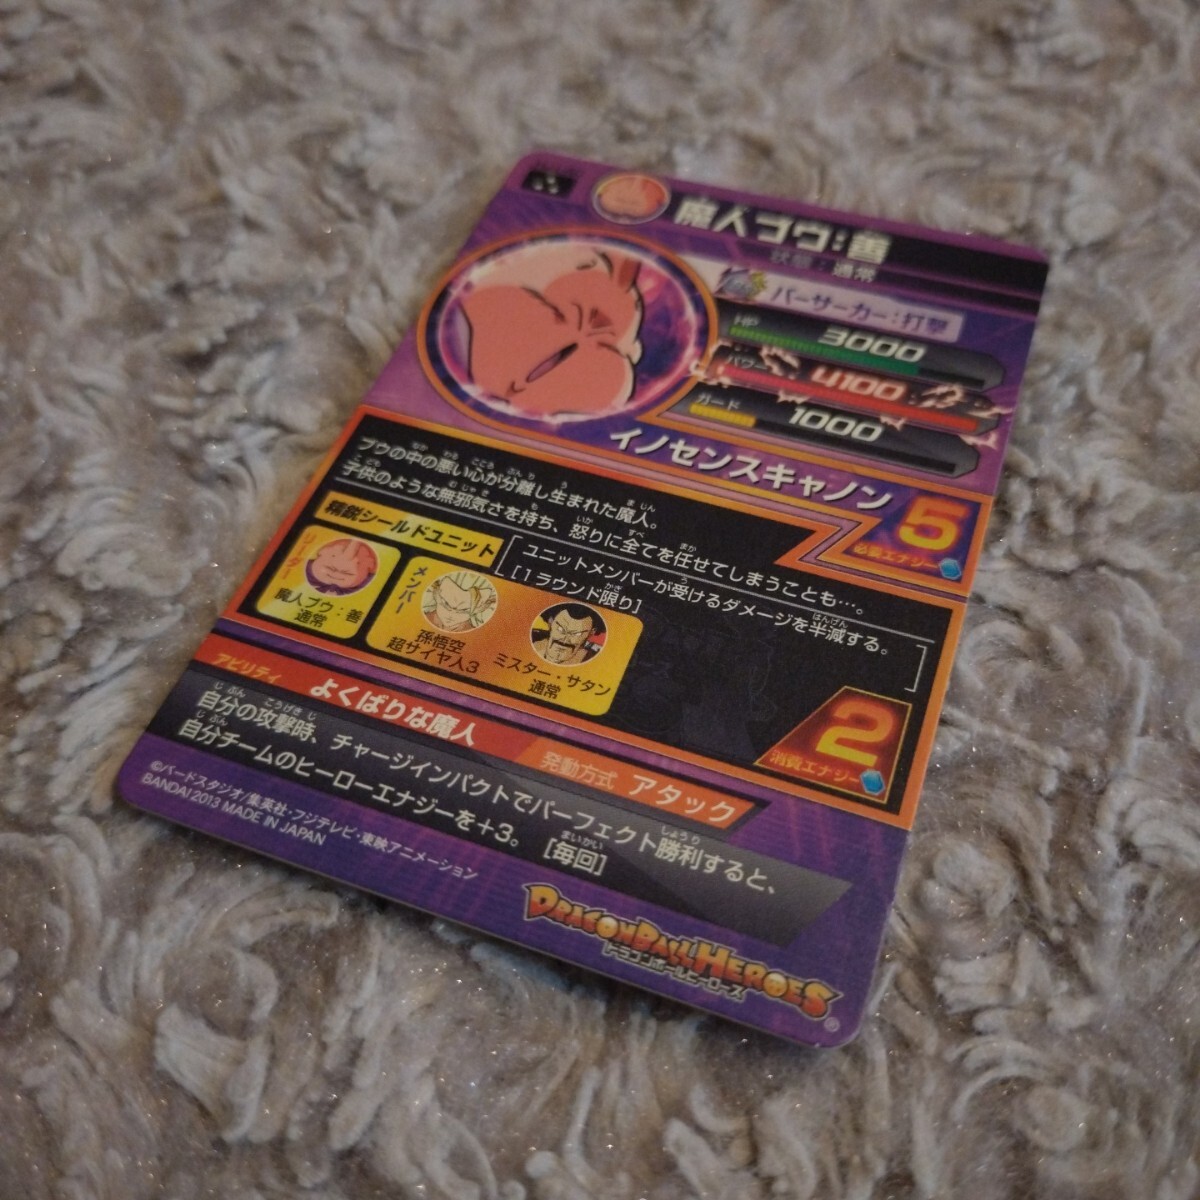 魔人ブウ:善
状態:通常
バーサーカー:打撃
HP 3000
パワー 4100
ガード 1000
イノセンスキャノン
5
必要エナジー
ブウの中の悪い心が分離し生まれた魔人。
子供のような無邪気さを持ち、怒りに全てを任せてしまうことも…。
精鋭シールドユニット
ユニットメンバーが受けるダメージを半減する。
[1ラウンド限り]
リーダー
魔人ブウ:善
通常
メンバー
孫悟空
超サイヤ人3
ミスター・サタン
通常
2
消費エナジー
アビリティ よくばりな魔人 発動方式 アタック
自分の攻撃時、チャージインパクトでパーフェクト勝利すると、
自分チームのヒーローエナジーを+3。 [毎回]
©バードスタジオ/集英社・フジテレビ・東映アニメーション
BANDAI 2013 MADE IN JAPAN
DRAGON BALL HEROES
ドラゴンボールヒーローズ